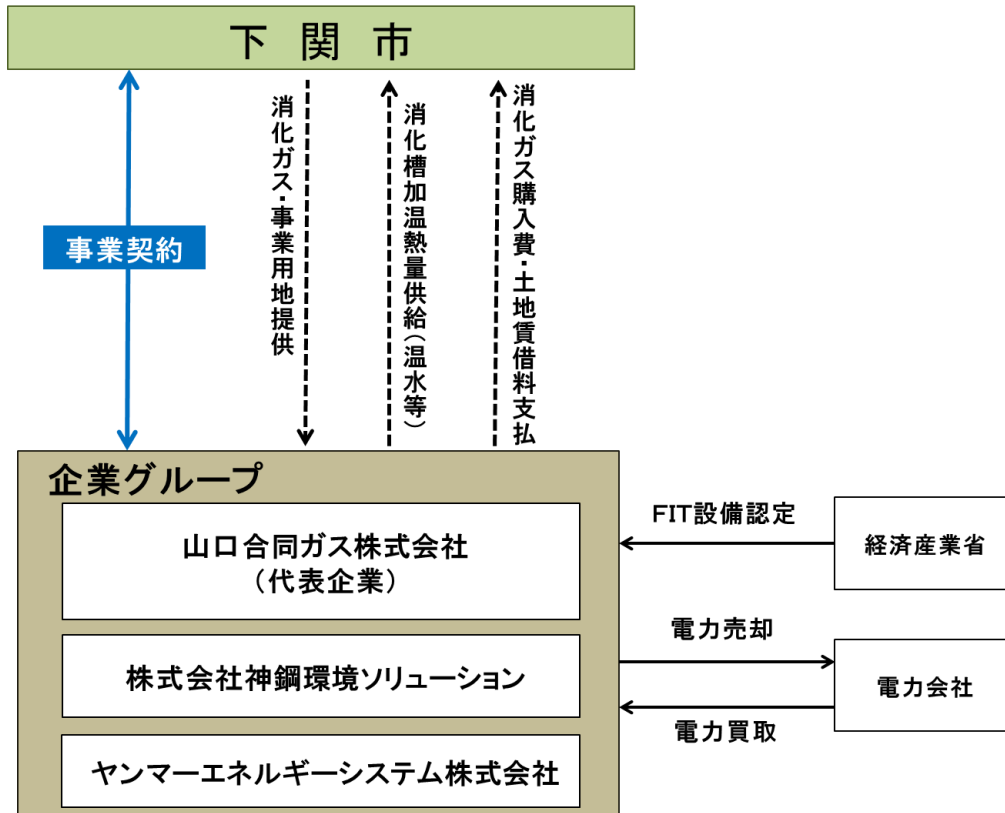 下関市
消化ガス・事業用地提供
消化槽加温熱量供給(温水等)
消化ガス購入費・土地賃借料支払
事業契約
企業グループ
山口合同ガス株式会社
(代表企業)
株式会社神鋼環境ソリューション
ヤンマーエネルギーシステム株式会社
FIT設備認定
経済産業省
電力売却
電力会社
電力買取